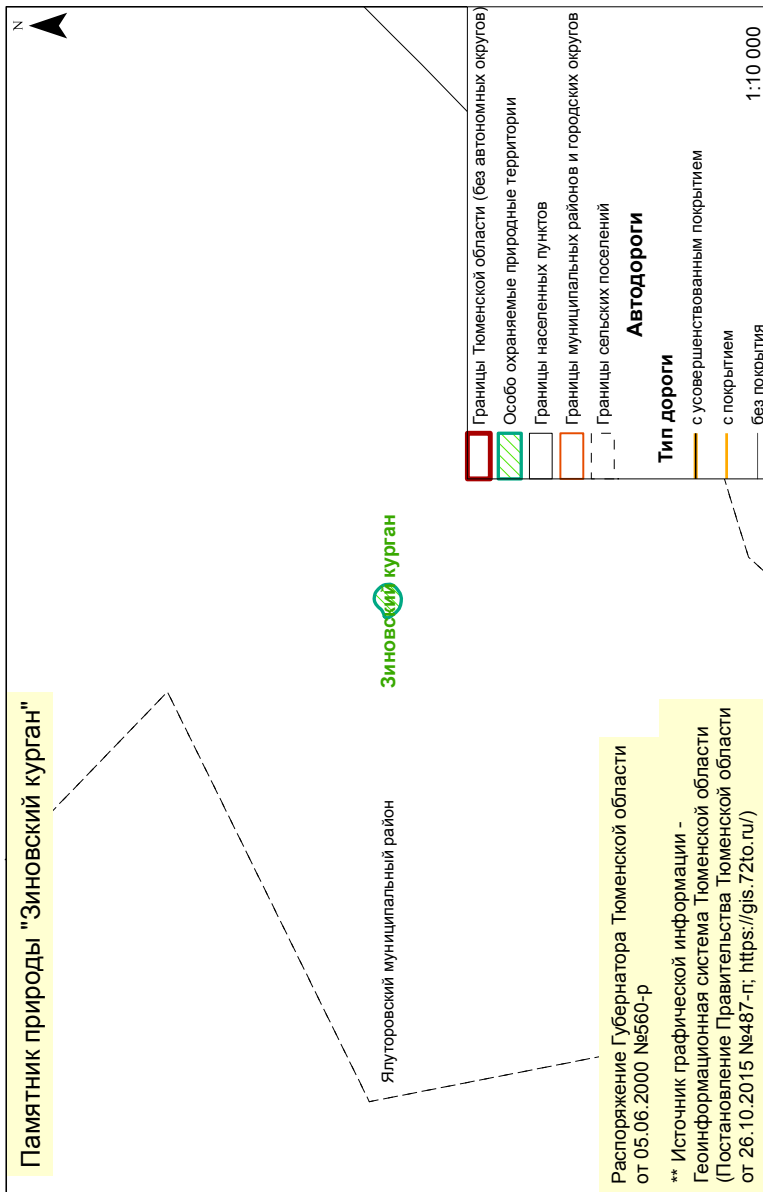 Памятник природы "Зиновский курган"
N
Зиновский курган
Ялуторовский муниципальный район
Распоряжение Губернатора Тюменской области
от 05.06.2000 №560-р
** Источник графической информации -
Геоинформационная система Тюменской области
(Постановление Правительства Тюменской области
от 26.10.2015 №487-п; https://gis.72to.ru/)
Границы Тюменской области (без автономных округов)
Особо охраняемые природные территории
Границы населенных пунктов
Границы муниципальных районов и городских округов
Границы сельских поселений
Автодороги
Тип дороги
с усовершенствованным покрытием
с покрытием
без покрытия
1:10 000